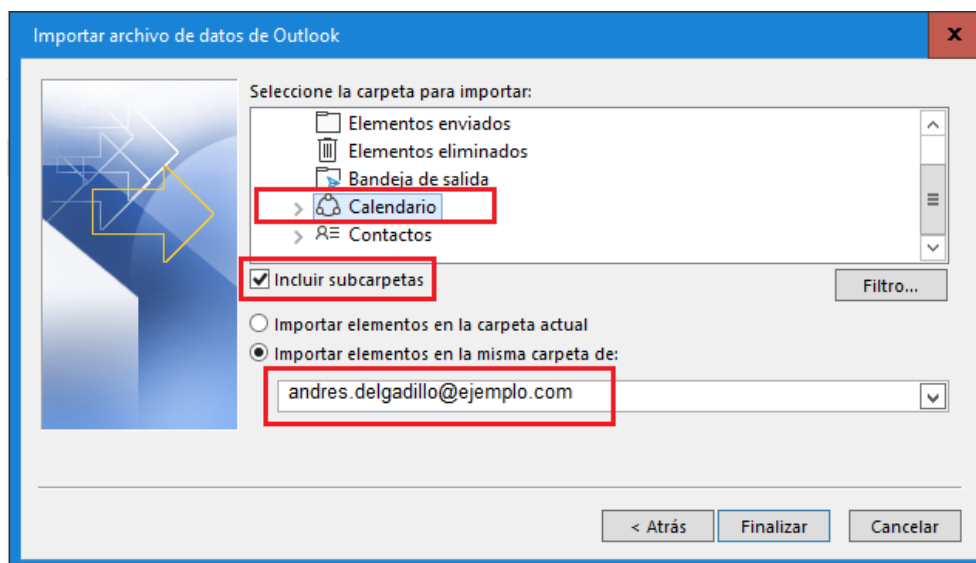 Importar archivo de datos de Outlook
x
Seleccione la carpeta para importar:
Elementos enviados
Elementos eliminados
Bandeja de salida
Calendario
Contactos
Incluir subcarpetas
Filtro...
Importar elementos en la carpeta actual
Importar elementos en la misma carpeta de:
andres.delgadillo@ejemplo.com
< Atrás Finalizar Cancelar